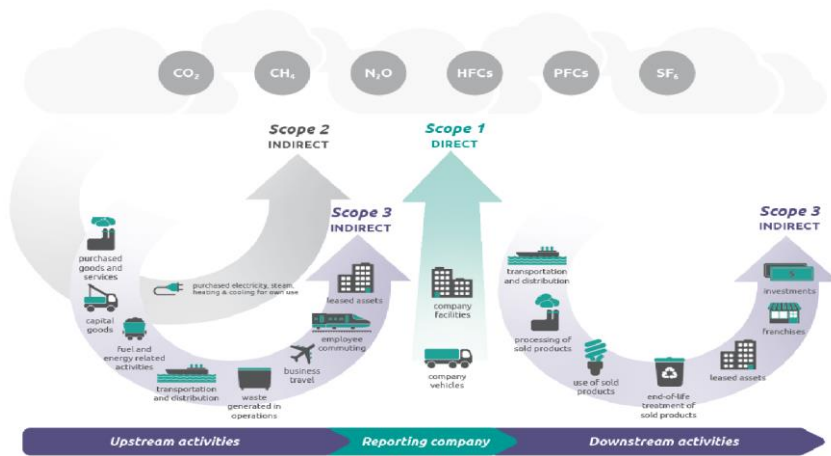 CO₂
CH₄
N₂O
HFCs
PFCs
SF₆
Scope 2
INDIRECT
Scope 1
DIRECT
Scope 3
INDIRECT
Scope 3
INDIRECT
purchased
goods and
services
capital
goods
fuel and
energy related
activities
transportation
and distribution
waste
generated in
operations
business
travel
employee
commuting
leased assets
purchased electricity, steam,
heating & cooling for own use
company
facilities
company
vehicles
transportation
and distribution
processing of
sold products
use of sold
products
end-of-life
treatment of
sold products
leased assets
franchises
investments
$
Upstream activities
Reporting company
Downstream activities